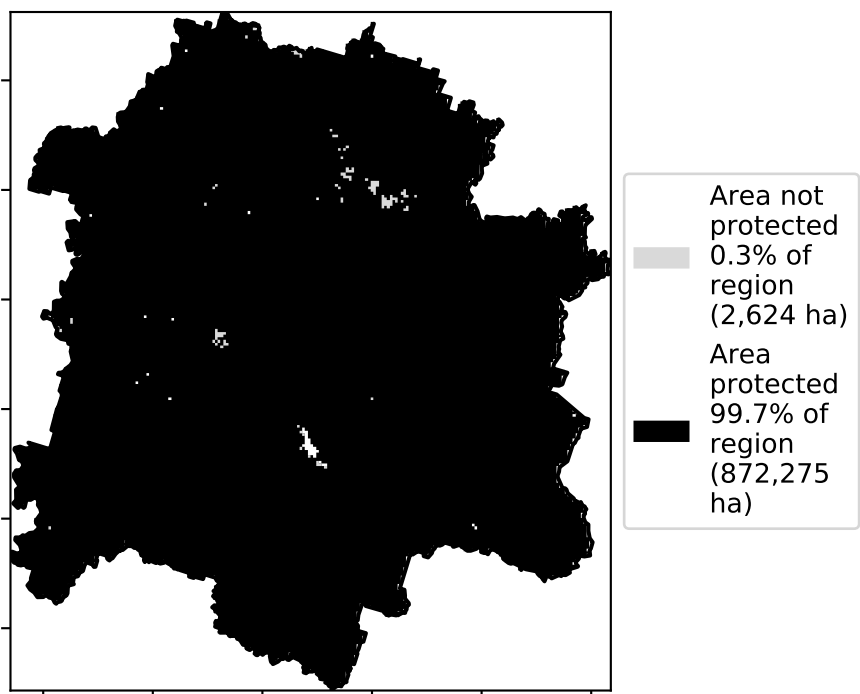 Area not
protected
0.3% of
region
(2,624 ha)
Area
protected
99.7% of
region
(872,275
ha)